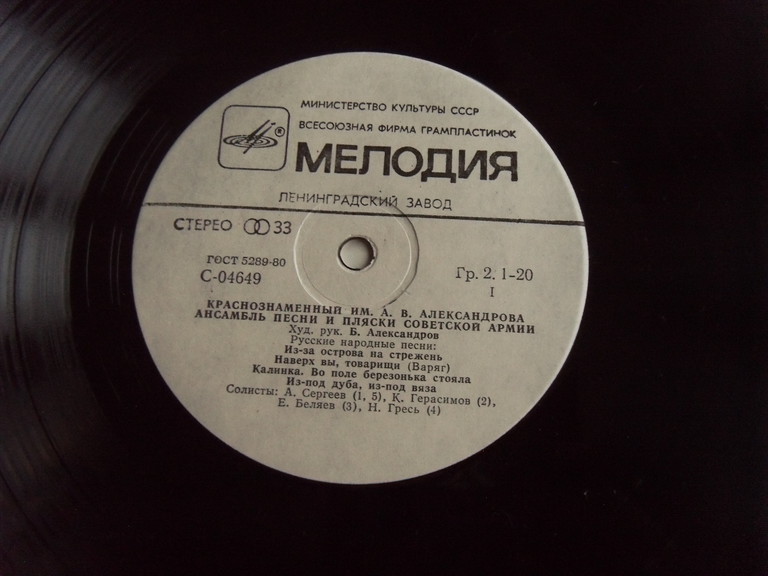 МИНИСТЕРСТВО КУЛЬТУРЫ СССР
ВСЕСОЮЗНАЯ ФИРМА ГРАМПЛАСТИНОК
®
МЕЛОДИЯ
ЛЕНИНГРАДСКИЙ ЗАВОД
СТЕРЕО 33
ГОСТ 5289-80
С-04649
Гр. 2. 1-20
I
КРАСНОЗНАМЕННЫЙ ИМ. А. В. АЛЕКСАНДРОВА
АНСАМБЛЬ ПЕСНИ И ПЛЯСКИ СОВЕТСКОЙ АРМИИ
Худ. рук. Б. Александров
Русские народные песни:
Из-за острова на стрежень
Наверх вы, товарищи (Варяг)
Калинка. Во поле березонька стояла
Из-под дуба, из-под вяза
Солисты: А. Сергеев (1, 5), К. Герасимов (2),
Е. Беляев (3), Н. Гресь (4)